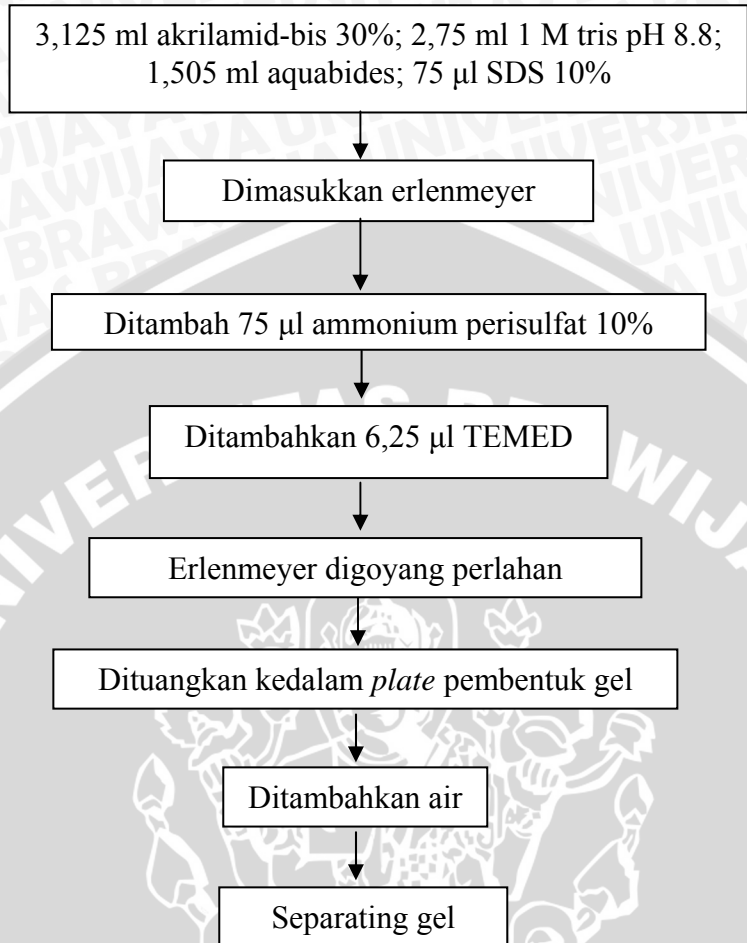 3,125 ml akrilamid-bis 30%; 2,75 ml 1 M tris pH 8.8;
1,505 ml aquabides; 75 µl SDS 10%
Dimasukkan erlenmeyer
Ditambah 75 µl ammonium perisulfat 10%
Ditambahkan 6,25 µl TEMED
Erlenmeyer digoyang perlahan
Dituangkan kedalam plate pembentuk gel
Ditambahkan air
Separating gel